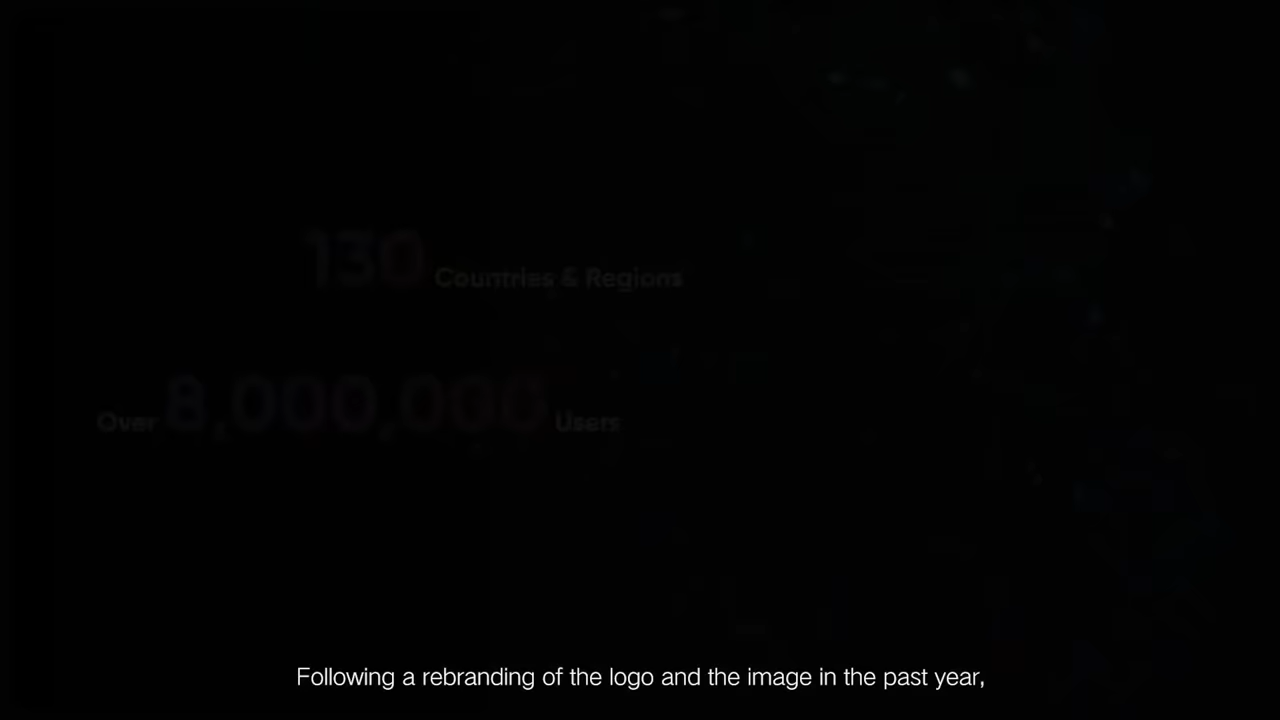 130 Countries & Regions
Over 8,000,000 Users
Following a rebranding of the logo and the image in the past year,